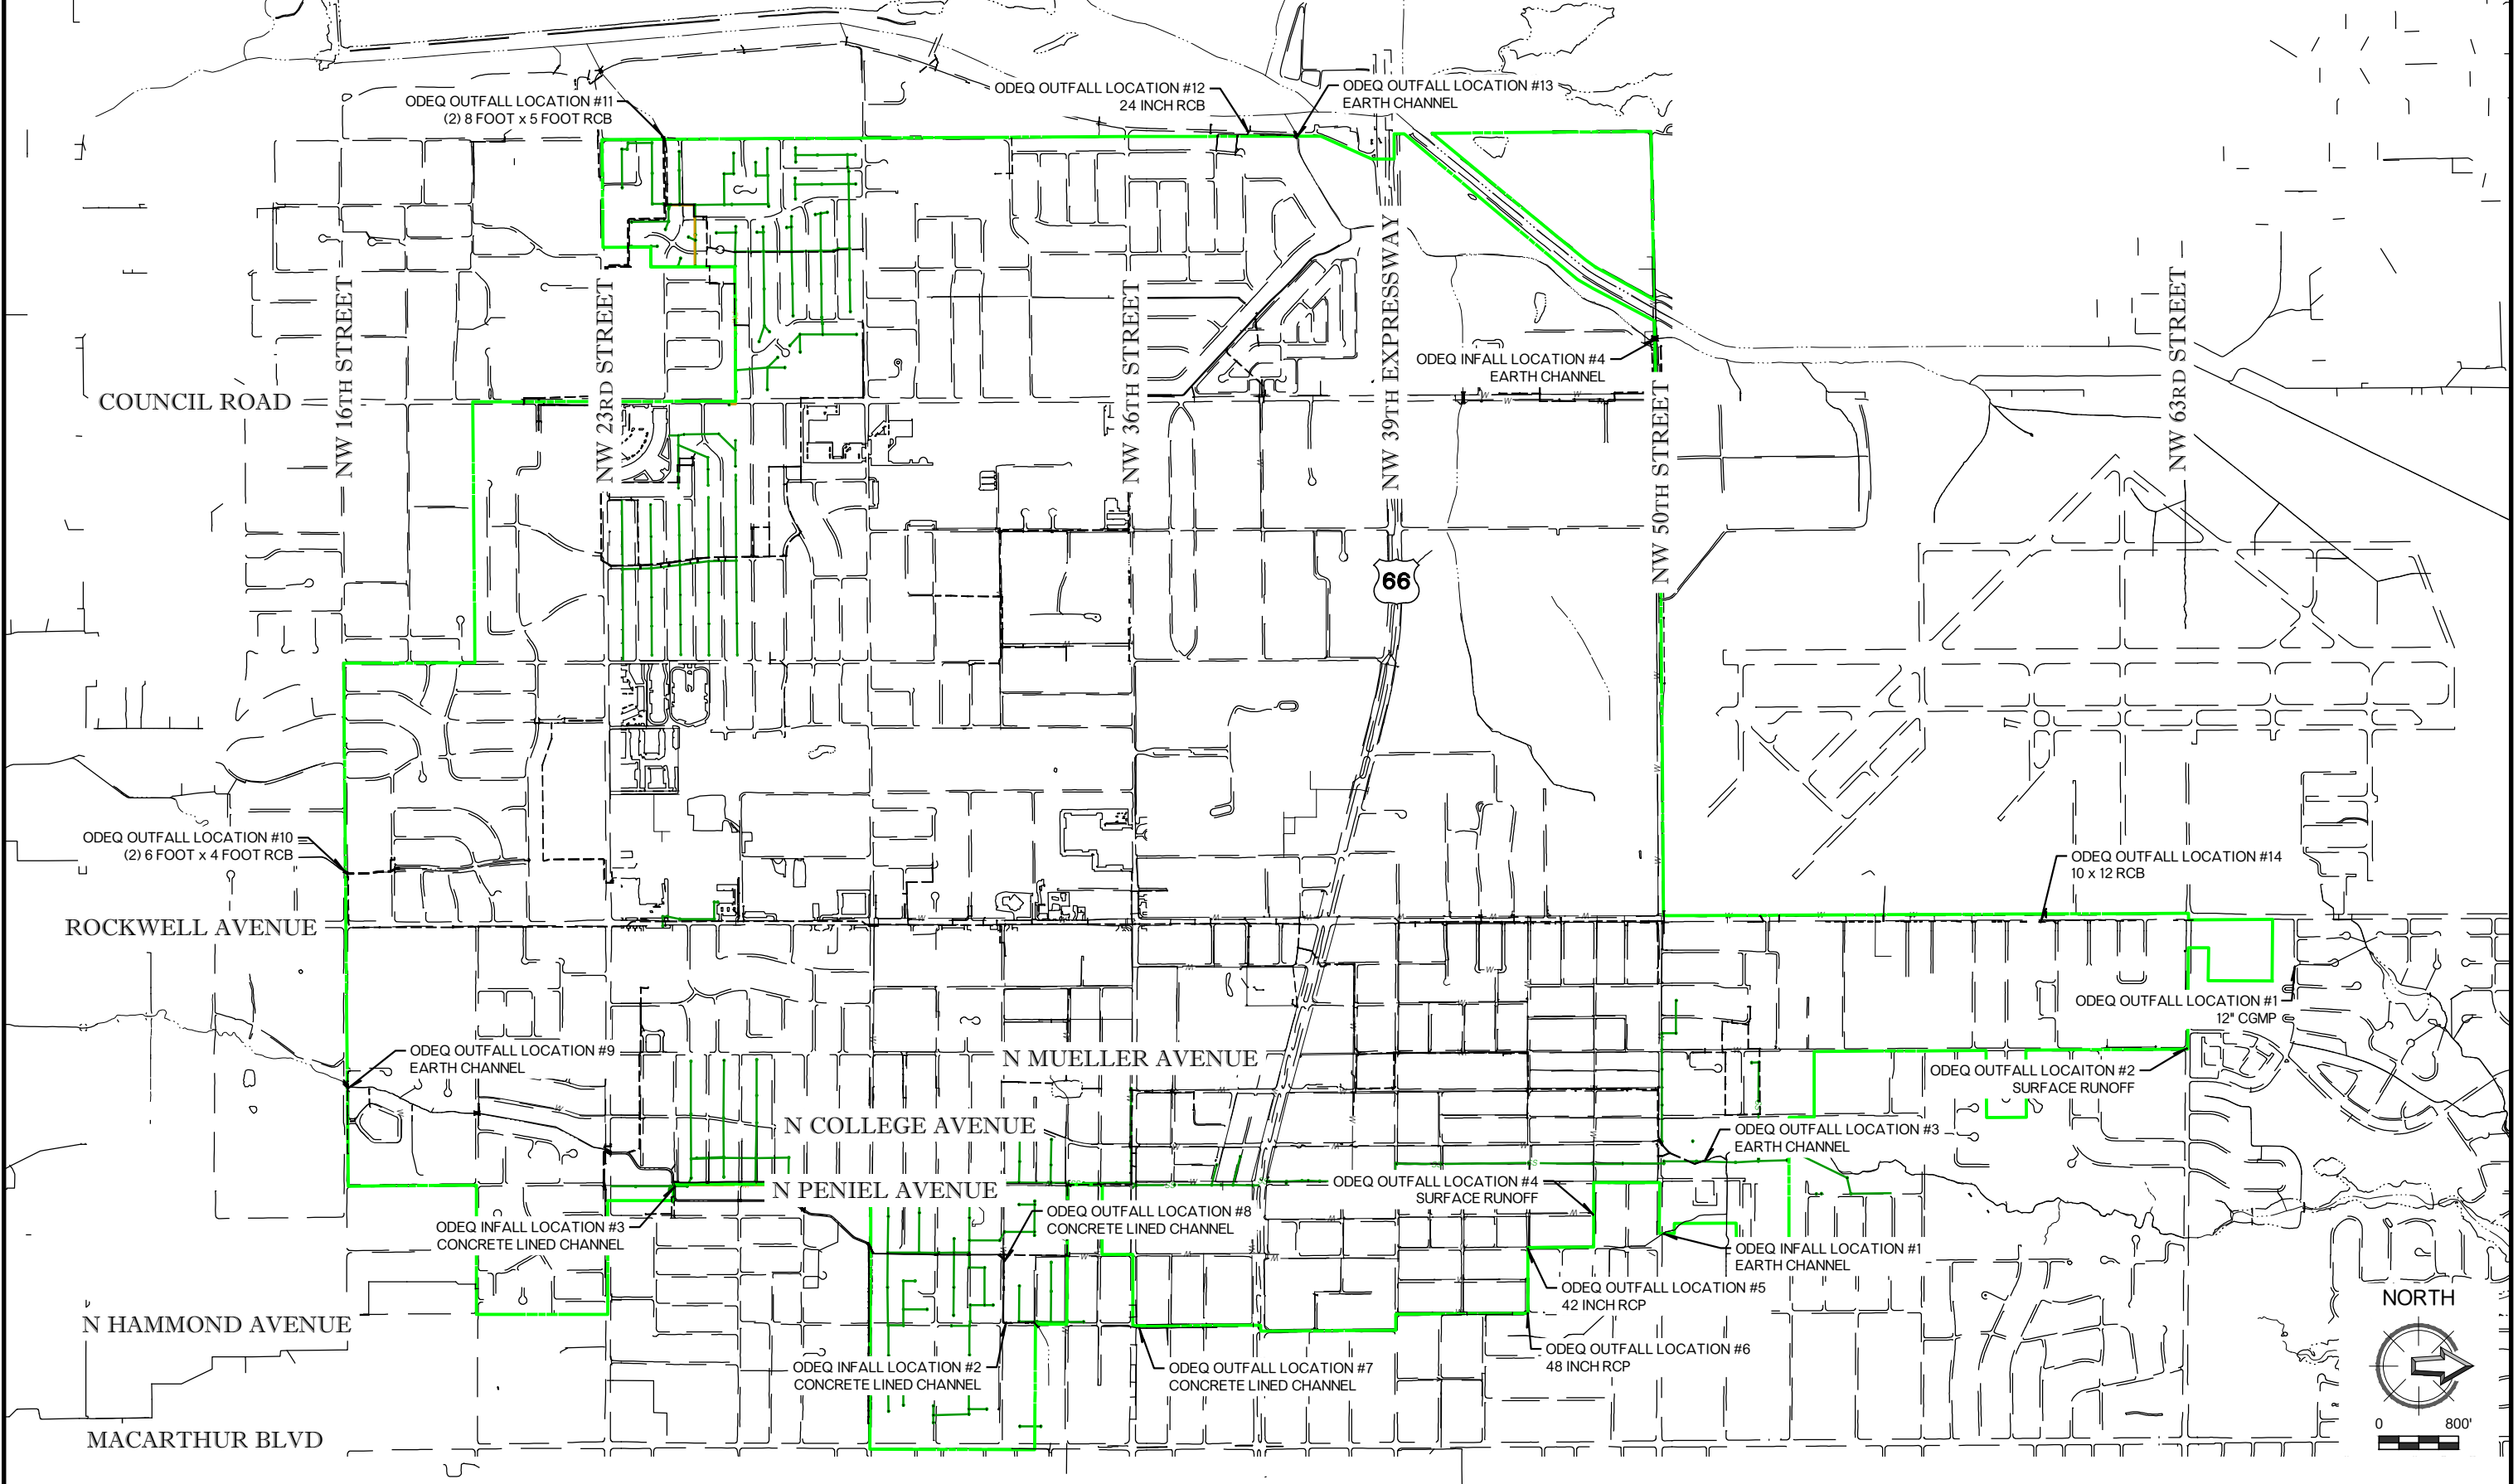 ODEQ OUTFALL LOCATION #11
(2) 8 FOOT x 5 FOOT RCB
ODEQ OUTFALL LOCATION #12
24 INCH RCB
ODEQ OUTFALL LOCATION #13
EARTH CHANNEL
ODEQ INFALL LOCATION #4
EARTH CHANNEL
NW 16TH STREET
NW 23RD STREET
NW 36TH STREET
NW 39TH EXPRESSWAY
NW 50TH STREET
NW 63RD STREET
COUNCIL ROAD
66
ODEQ OUTFALL LOCATION #10
(2) 6 FOOT x 4 FOOT RCB
ODEQ OUTFALL LOCATION #14
10 x 12 RCB
ROCKWELL AVENUE
ODEQ OUTFALL LOCATION #1
12" CGMP
ODEQ OUTFALL LOCATION #9
EARTH CHANNEL
N MUELLER AVENUE
ODEQ OUTFALL LOCAITON #2
SURFACE RUNOFF
N COLLEGE AVENUE
ODEQ OUTFALL LOCATION #3
EARTH CHANNEL
N PENIEL AVENUE
ODEQ OUTFALL LOCATION #4
SURFACE RUNOFF
ODEQ INFALL LOCATION #3
CONCRETE LINED CHANNEL
ODEQ OUTFALL LOCATION #8
CONCRETE LINED CHANNEL
ODEQ INFALL LOCATION #1
EARTH CHANNEL
ODEQ OUTFALL LOCATION #5
42 INCH RCP
N HAMMOND AVENUE
ODEQ INFALL LOCATION #2
CONCRETE LINED CHANNEL
ODEQ OUTFALL LOCATION #7
CONCRETE LINED CHANNEL
ODEQ OUTFALL LOCATION #6
48 INCH RCP
MACARTHUR BLVD
NORTH
0 800'